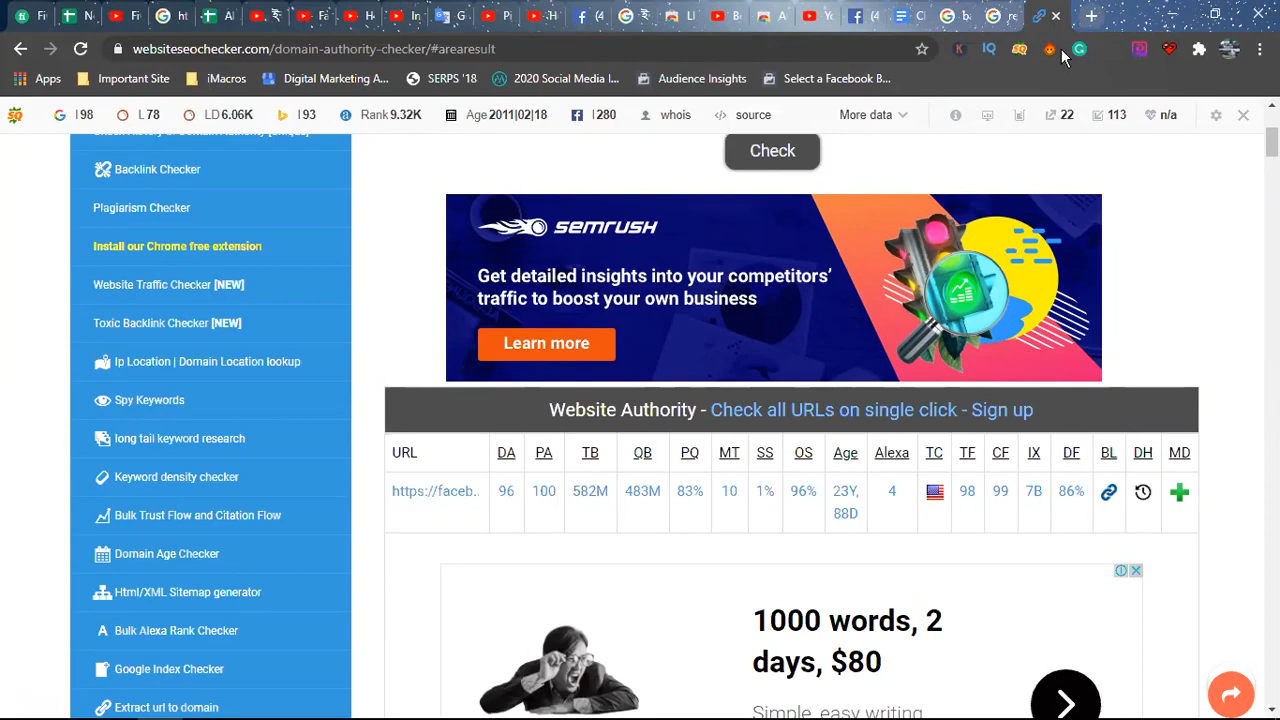 websiteseochecker.com/domain-authority-checker/#arearesult
Apps Important Site iMacros Digital Marketing A... SERPS '18 2020 Social Media I... Audience Insights Select a Facebook B...
I 98 L 78 LD 6.06K I 93 Rank 9.32K Age 2011|02|18 I 280 whois source More data 22 113 n/a
Backlink Checker
Check
Plagiarism Checker
Install our Chrome free extension
Website Traffic Checker [NEW]
Toxic Backlink Checker [NEW]
Ip Location | Domain Location lookup
Spy Keywords
long tail keyword research
Keyword density checker
Bulk Trust Flow and Citation Flow
Domain Age Checker
Html/XML Sitemap generator
Bulk Alexa Rank Checker
Google Index Checker
Extract url to domain
SEMRUSH
Get detailed insights into your competitors'
traffic to boost your own business
Learn more
Website Authority - Check all URLs on single click - Sign up
URL DA PA TB QB PQ MT SS OS Age Alexa TC TF CF IX DF BL DH MD
https://faceb.. 96 100 582M 483M 83% 10 1% 96% 23Y, 88D 4 98 99 7B 86%
1000 words, 2
days, $80
Simple, easy writing